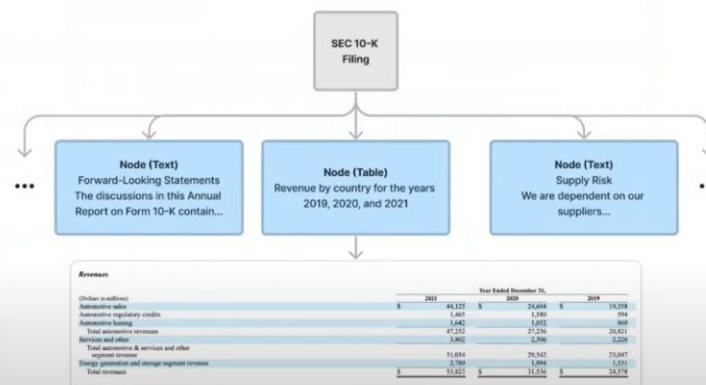 SEC 10-K
Filing
Node (Text)
Forward-Looking Statements
The discussions in this Annual
Report on Form 10-K contain...
Node (Table)
Revenue by country for the years
2019, 2020, and 2021
Node (Text)
Supply Risk
We are dependent on our
suppliers...
Revenues
Year Ended December 31,
(Dollars in millions) 2021 2020 2019
Automotive sales $ 44,125 $ 24,604 $ 19,358
Automotive regulatory credits 1,465 1,580 594
Automotive leasing 1,642 1,052 869
Total automotive revenues 47,232 27,236 20,821
Services and other 3,802 2,306 2,226
Total automotive & services and other
segment revenue 51,034 29,542 23,047
Energy generation and storage segment revenue 2,789 1,994 1,531
Total revenues $ 53,823 $ 31,536 $ 24,578